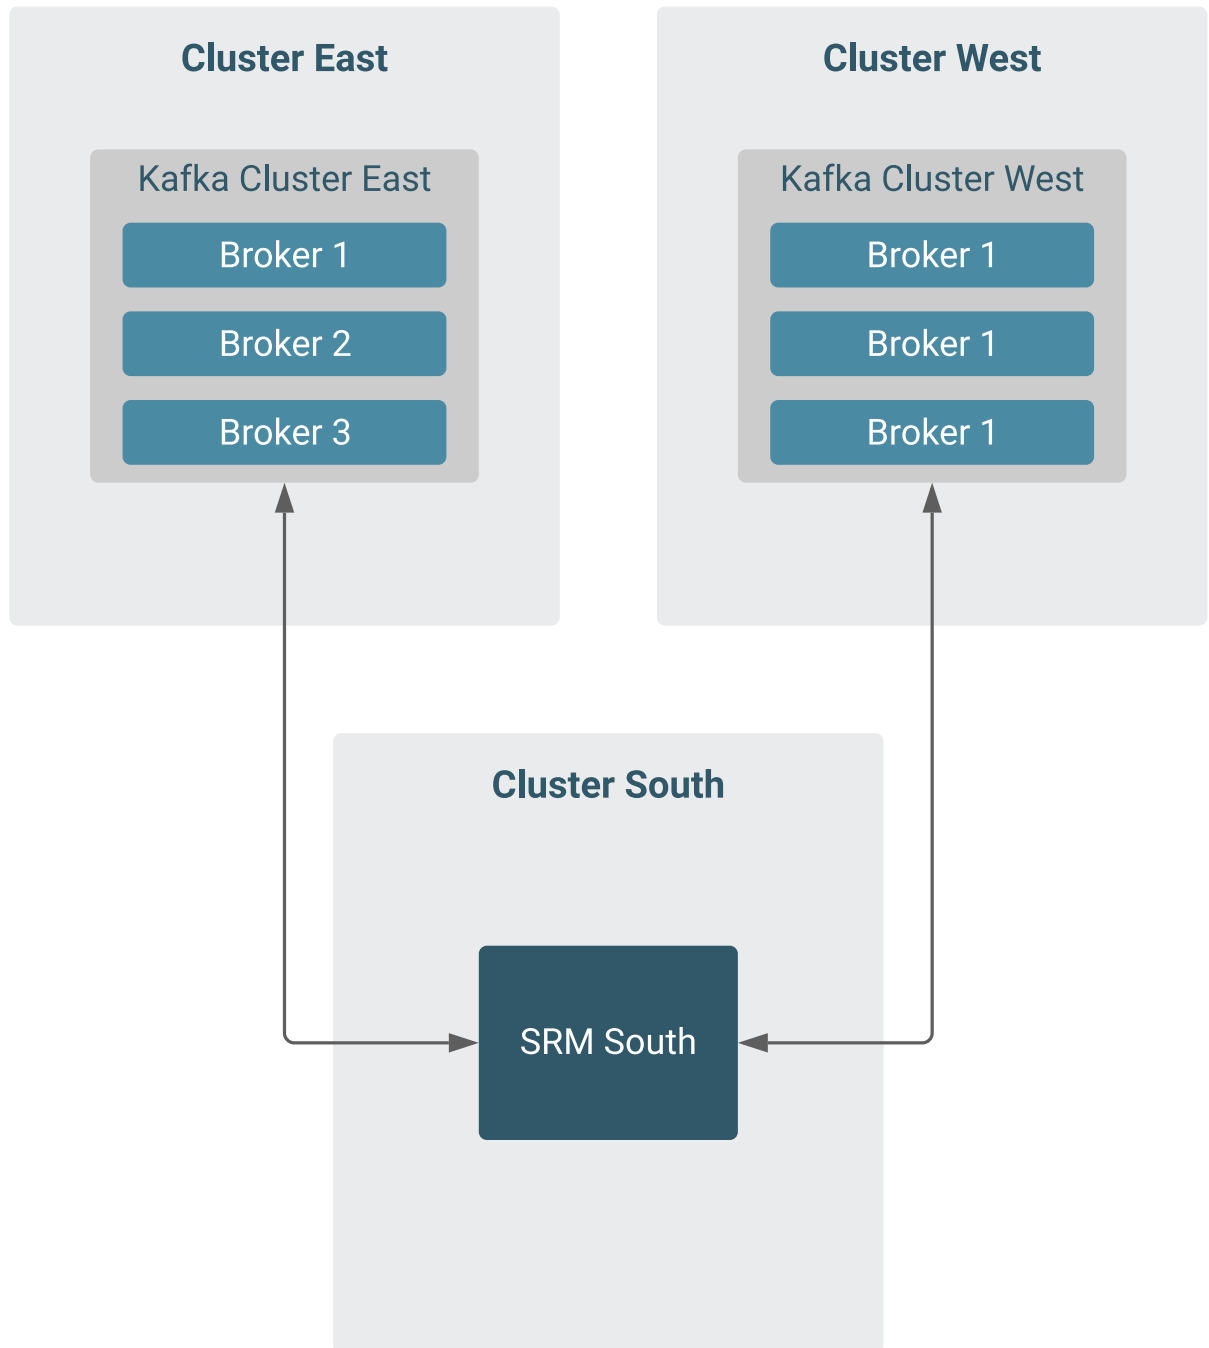 Cluster East
Kafka Cluster East
Broker 1
Broker 2
Broker 3
Cluster West
Kafka Cluster West
Broker 1
Broker 1
Broker 1
Cluster South
SRM South